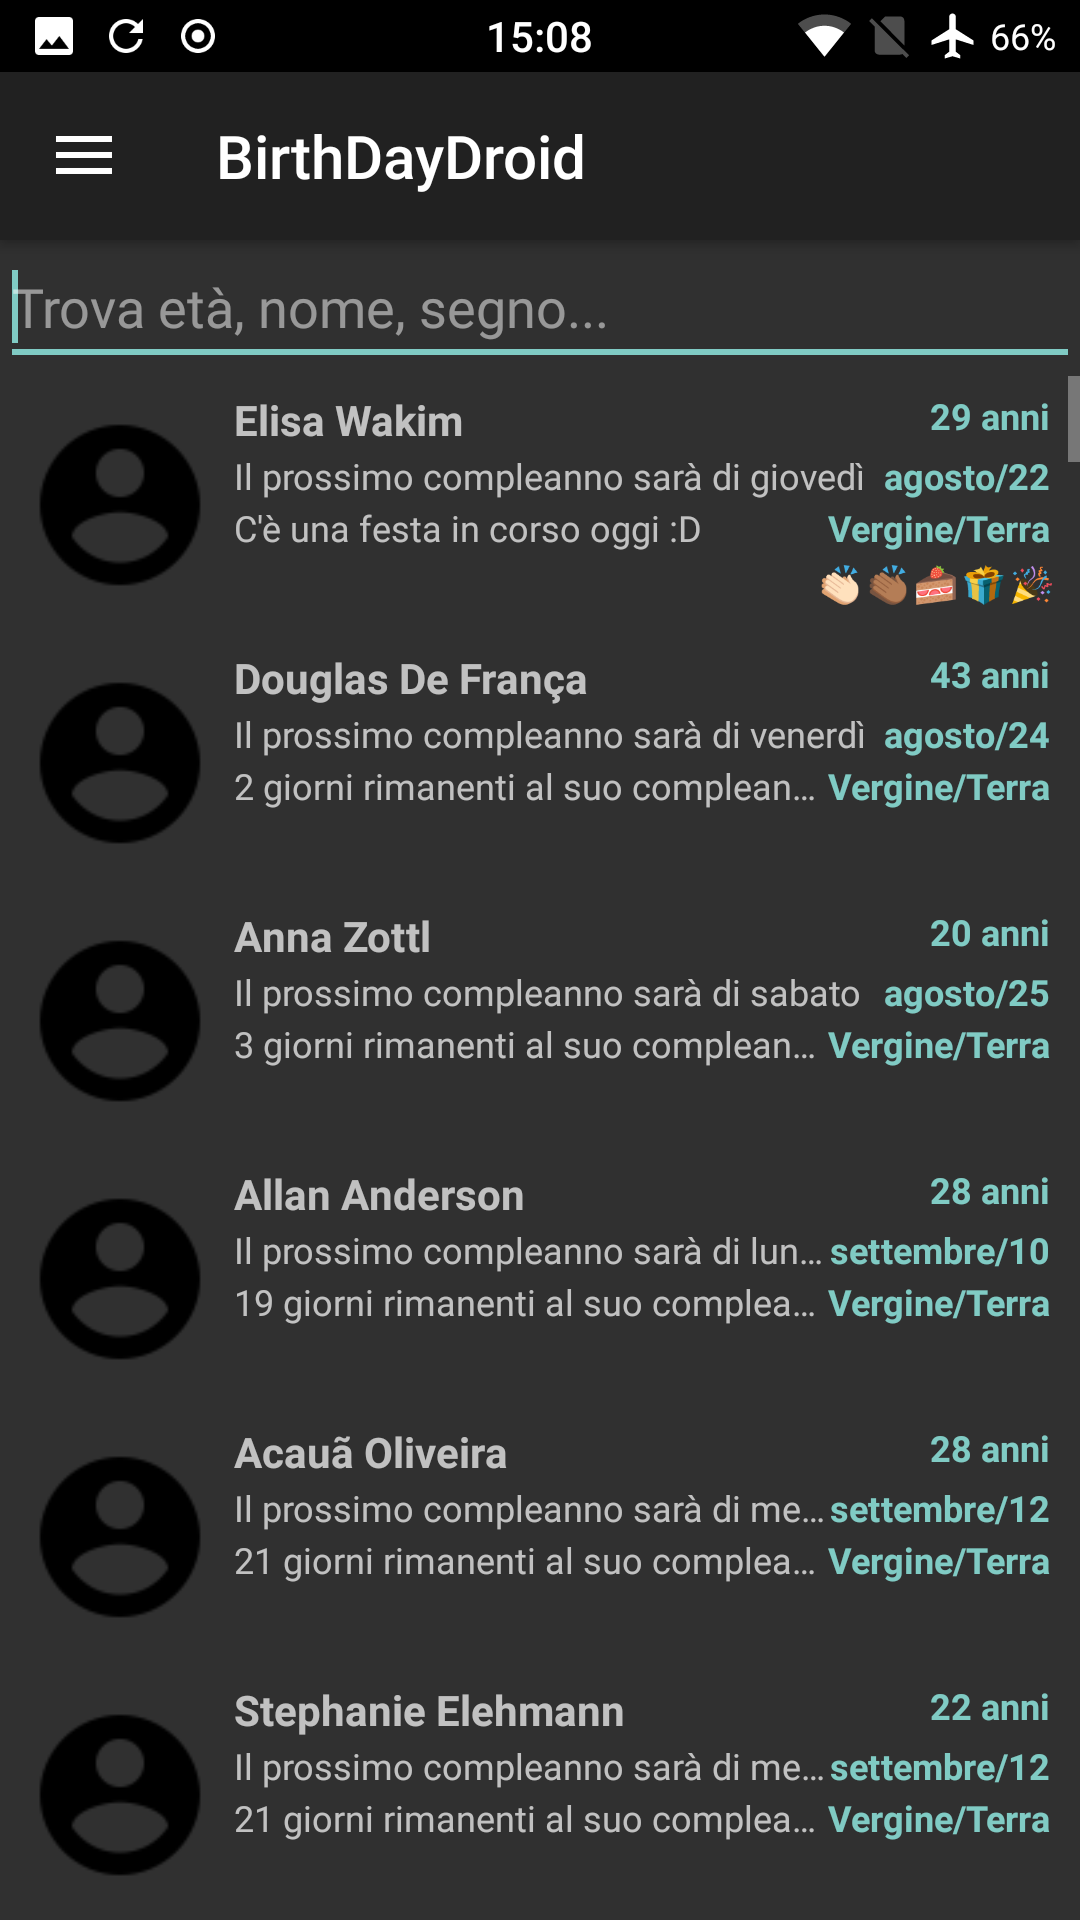 15:08
66%
BirthDayDroid
Trova età, nome, segno...
Elisa Wakim
29 anni
Il prossimo compleanno sarà di giovedì
agosto/22
C'è una festa in corso oggi :D
Vergine/Terra
👏🏻👏🏾🍰🎁🎉
Douglas De França
43 anni
Il prossimo compleanno sarà di venerdì
agosto/24
2 giorni rimanenti al suo complean...
Vergine/Terra
Anna Zottl
20 anni
Il prossimo compleanno sarà di sabato
agosto/25
3 giorni rimanenti al suo complean...
Vergine/Terra
Allan Anderson
28 anni
Il prossimo compleanno sarà di lun...
settembre/10
19 giorni rimanenti al suo complea...
Vergine/Terra
Acauã Oliveira
28 anni
Il prossimo compleanno sarà di me...
settembre/12
21 giorni rimanenti al suo complea...
Vergine/Terra
Stephanie Elehmann
22 anni
Il prossimo compleanno sarà di me...
settembre/12
21 giorni rimanenti al suo complea...
Vergine/Terra